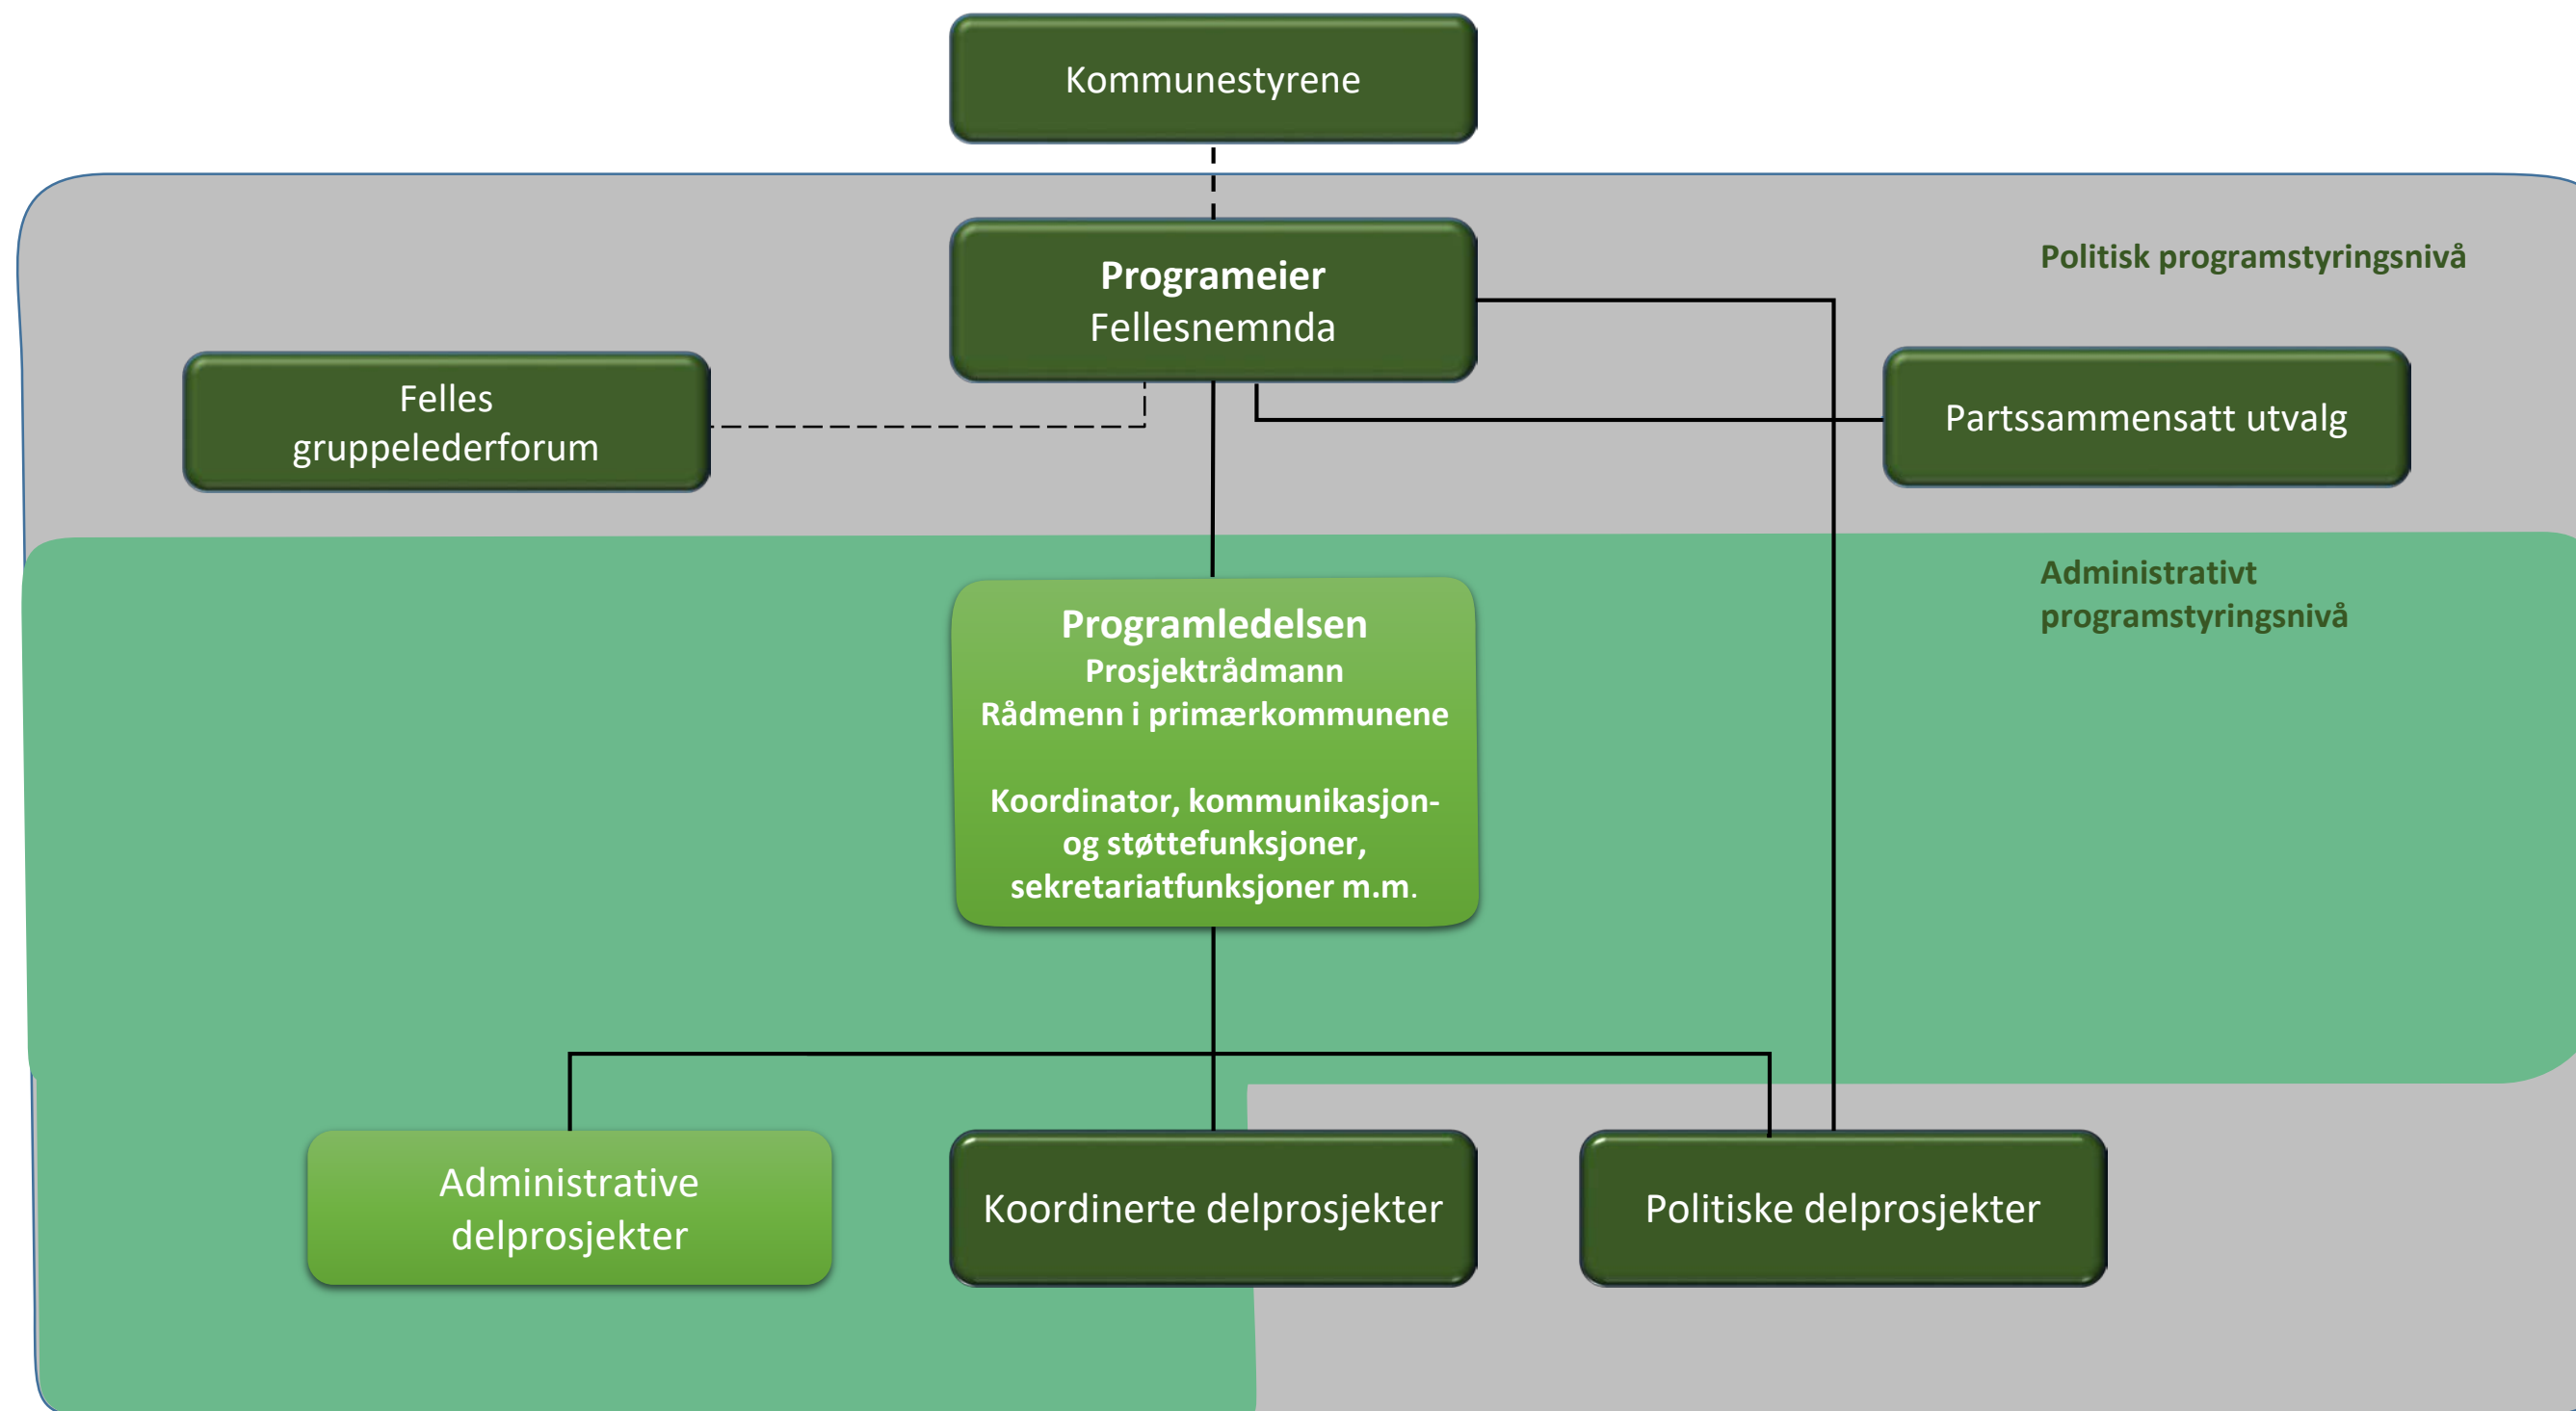 Kommunestyrene
Programeier
Fellesnemnda
Politisk programstyringsnivå
Felles
gruppelederforum
Partssammensatt utvalg
Administrativt
programstyringsnivå
Programledelsen
Prosjektrådmann
Rådmenn i primærkommunene
Koordinator, kommunikasjon-
og støttefunksjoner,
sekretariatfunksjoner m.m.
Administrative
delprosjekter
Koordinerte delprosjekter
Politiske delprosjekter